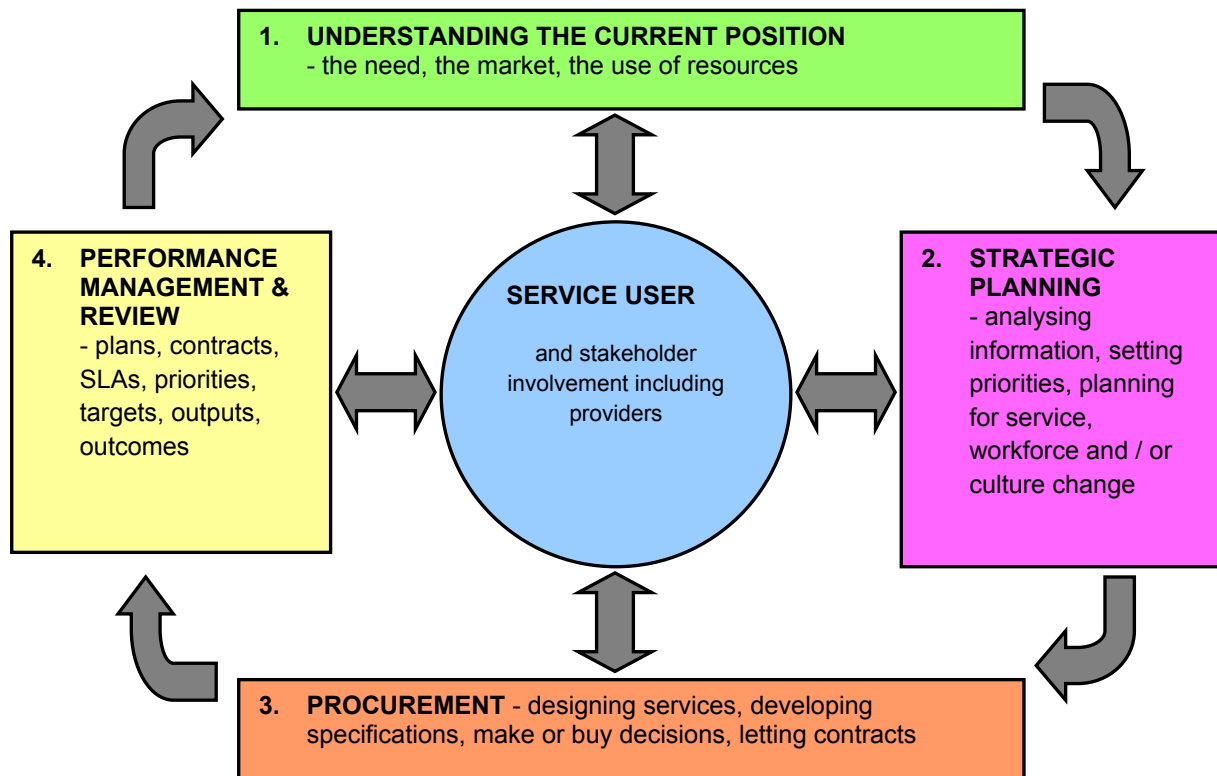 1. UNDERSTANDING THE CURRENT POSITION
- the need, the market, the use of resources
4. PERFORMANCE
MANAGEMENT &
REVIEW
- plans, contracts,
SLAs, priorities,
targets, outputs,
outcomes
SERVICE USER
and stakeholder
involvement including
providers
2. STRATEGIC
PLANNING
- analysing
information, setting
priorities, planning
for service,
workforce and / or
culture change
3. PROCUREMENT - designing services, developing
specifications, make or buy decisions, letting contracts